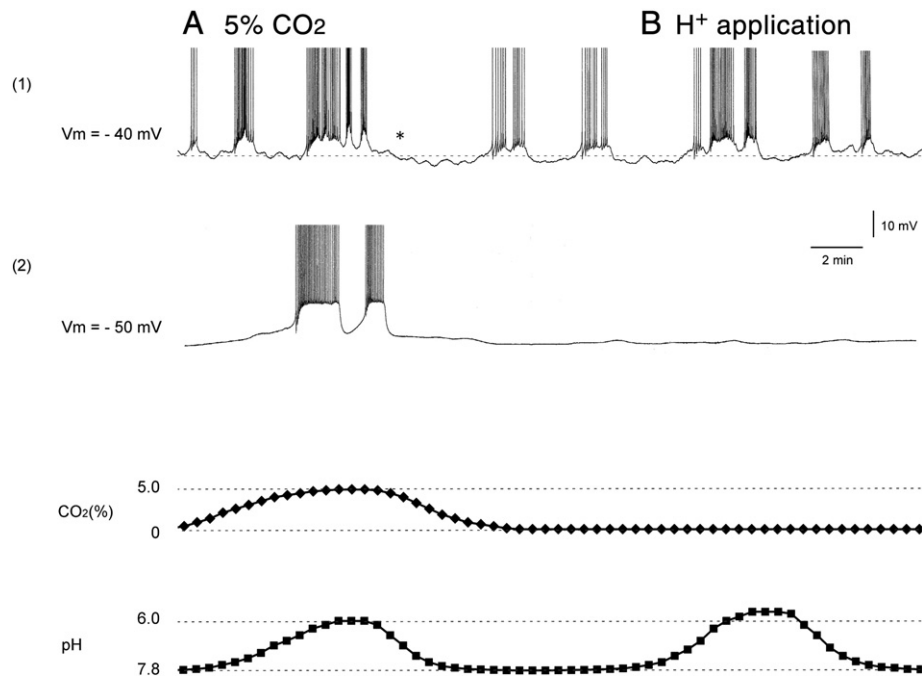 A 5% CO2
B H+ application
(1)
Vm = - 40 mV
*
10 mV
2 min
(2)
Vm = - 50 mV
5.0
CO2(%)
0
6.0
pH
7.8